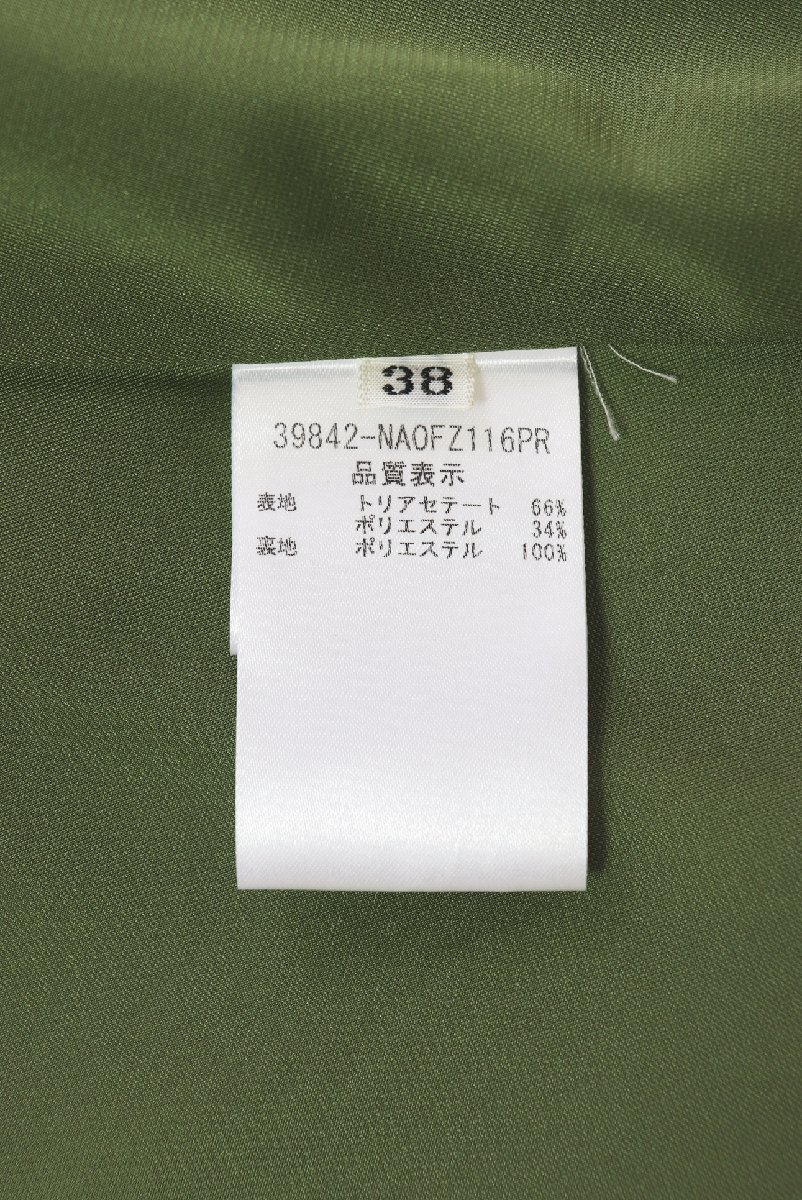 38
39842-NAOFZ116PR
品質表示
表地 トリアセテート 66%
ポリエステル 34%
裏地 ポリエステル 100%